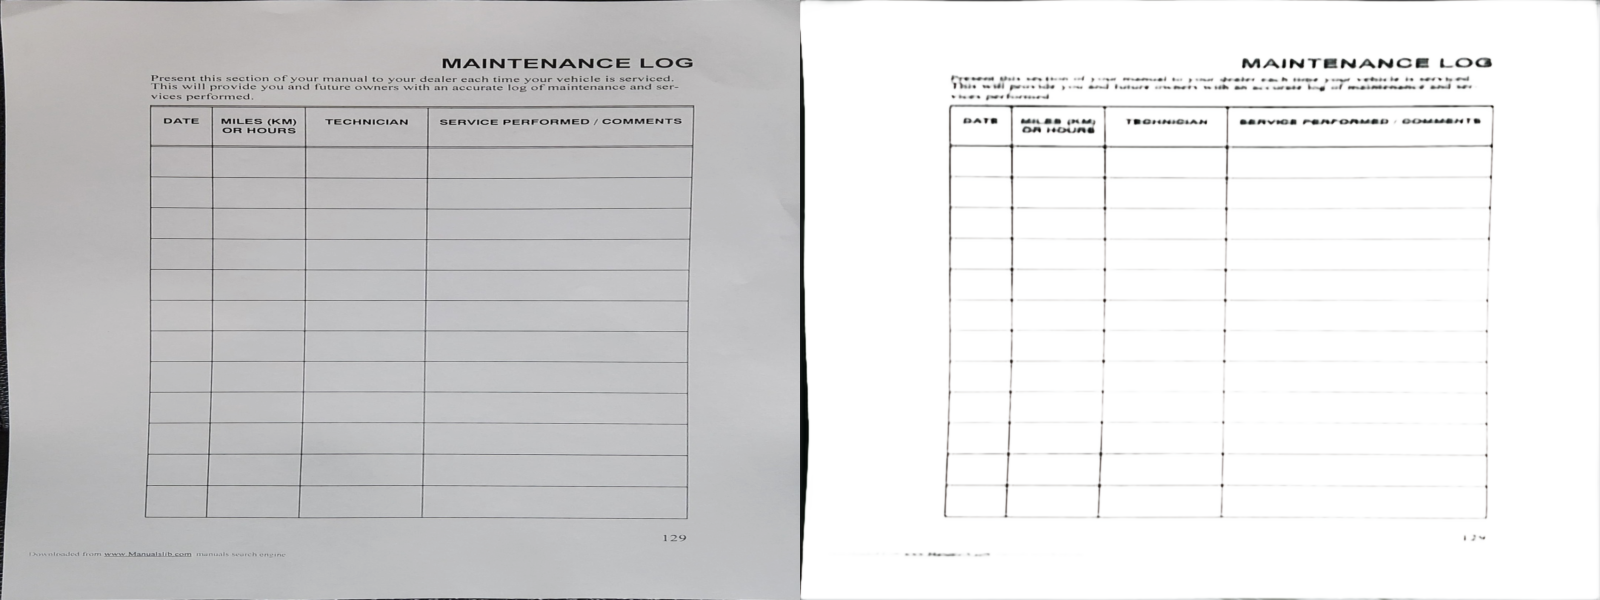 MAINTENANCE LOG
Present this section of your manual to your dealer each time your vehicle is serviced.
This will provide you and future owners with an accurate log of maintenance and ser-
vices performed.
DATE
MILES (KM)
OR HOURS
TECHNICIAN
SERVICE PERFORMED / COMMENTS
129
Downloaded from www.Manualslib.com manuals search engine
MAINTENANCE LOG
Present this section of your manual to your dealer each time your vehicle is serviced
This will provide you and future owners with an accurate log of maintenance and ser-
vices performed
DATE
MILES (KM)
OR HOURS
TECHNICIAN
SERVICE PERFORMED / COMMENTS
129